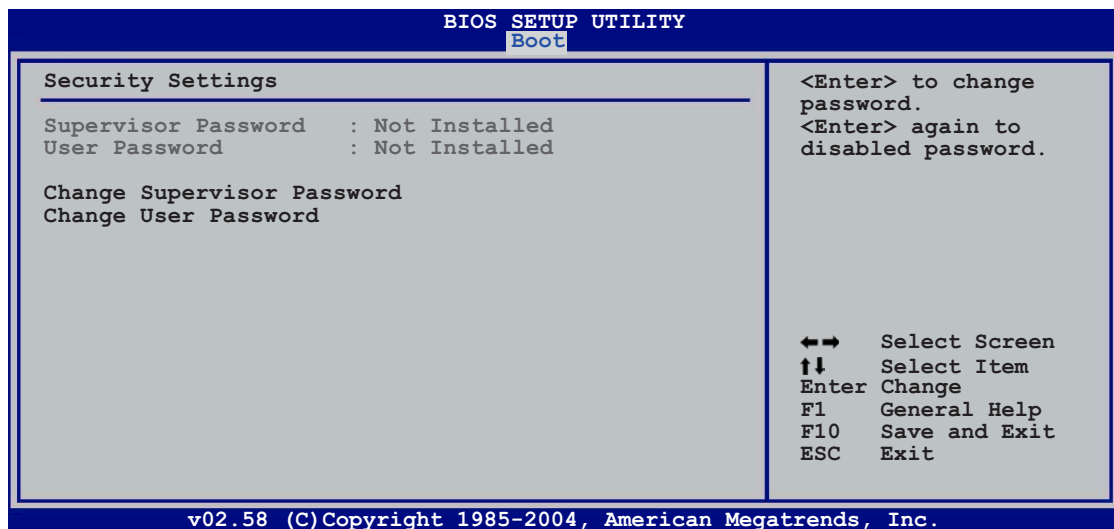 BIOS SETUP UTILITY
Boot
Security Settings
Supervisor Password : Not Installed
User Password : Not Installed
Change Supervisor Password
Change User Password
<Enter> to change
password.
<Enter> again to
disabled password.
←→ Select Screen
↑↓ Select Item
Enter Change
F1 General Help
F10 Save and Exit
ESC Exit
v02.58 (C)Copyright 1985-2004, American Megatrends, Inc.